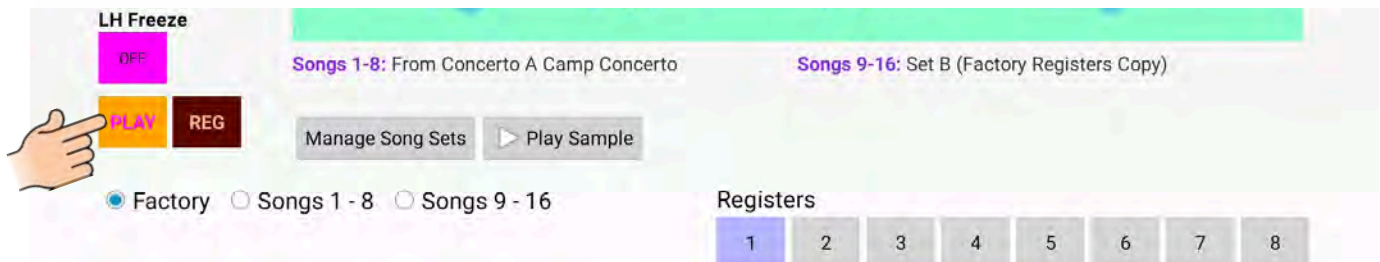 LH Freeze
OFF
Songs 1-8: From Concerto A Camp Concerto
Songs 9-16: Set B (Factory Registers Copy)
PLAY
REG
Manage Song Sets
Play Sample
Factory
Songs 1 - 8
Songs 9 - 16
Registers
1
2
3
4
5
6
7
8